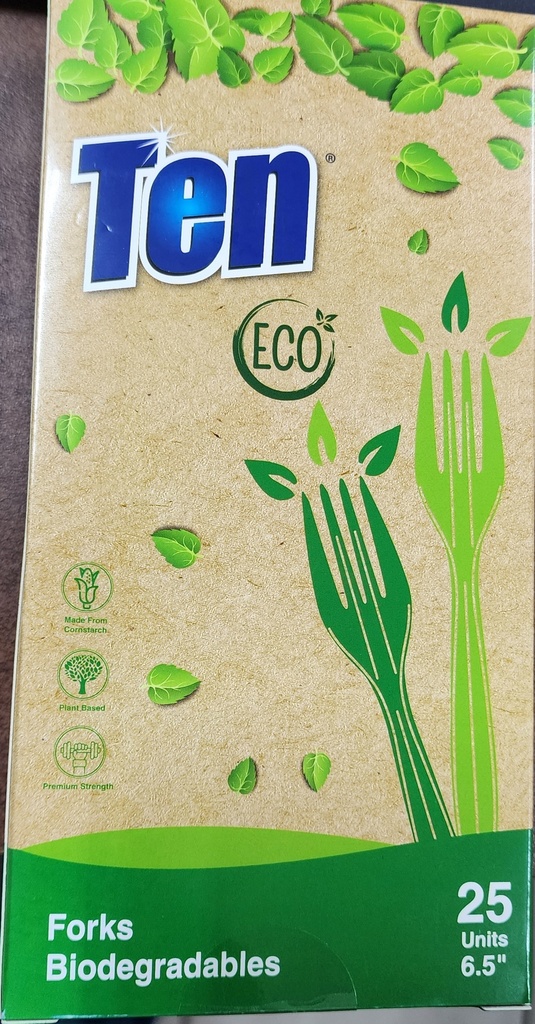 Ten®
ECO
Made From
Cornstarch
Plant Based
Premium Strength
Forks
Biodegradables
25
Units
6.5"